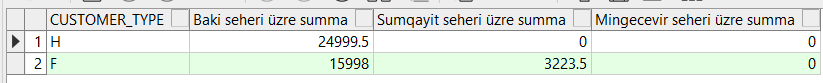 CUSTOMER_TYPE Baki seheri üzre summa Sumqayit seheri üzre summa Mingecevir seheri üzre summa
1 H 24999.5 0 0
2 F 15998 3223.5 0